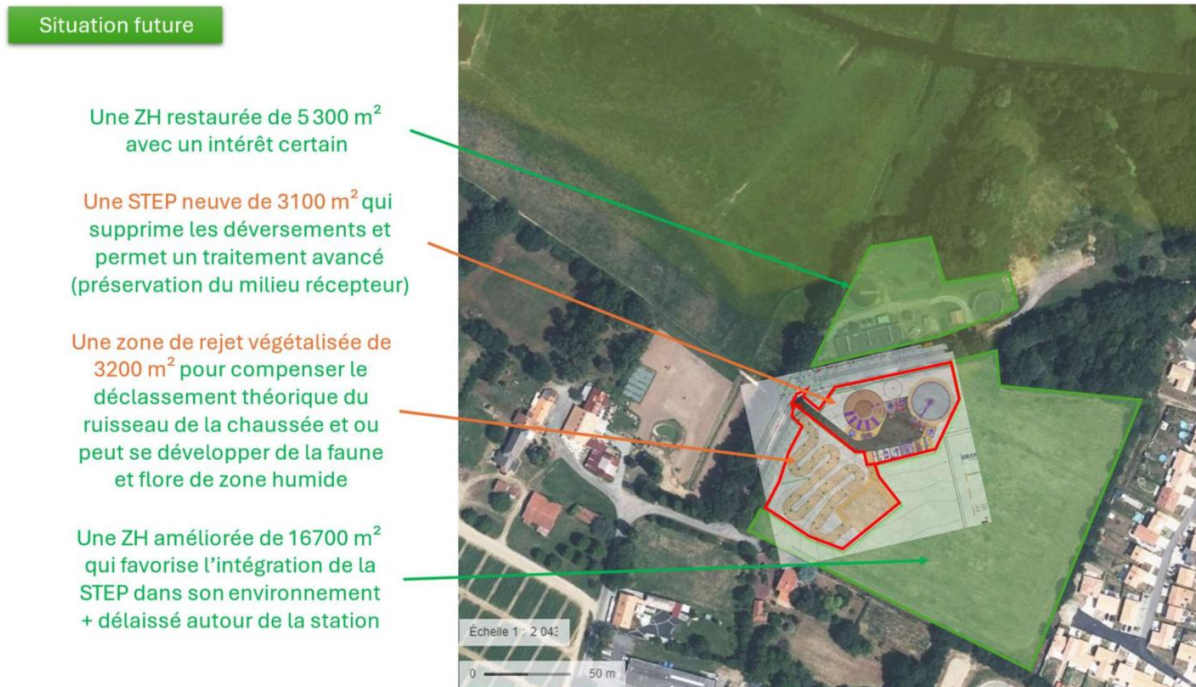 Situation future
Une ZH restaurée de 5 300 m²
avec un intérêt certain
Une STEP neuve de 3100 m² qui
supprime les déversements et
permet un traitement avancé
(préservation du milieu récepteur)
Une zone de rejet végétalisée de
3200 m² pour compenser le
déclassement théorique du
ruisseau de la chaussée et ou
peut se développer de la faune
et flore de zone humide
Une ZH améliorée de 16700 m²
qui favorise l’intégration de la
STEP dans son environnement
+ délaissé autour de la station
Échelle 1 : 2 043
0 50 m